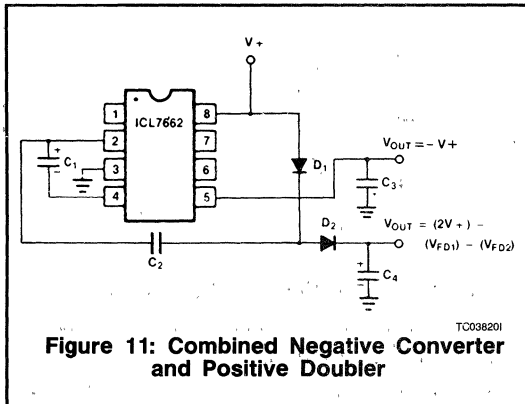 V+
1
ICL7662
8
2
7
3
6
4
5
+
C1
-
D1
VOUT = -V+
C3
+
D2
VOUT = (2V+) -
(VFD1) - (VFD2)
C2
+
C4
-
TC03820I
Figure 11: Combined Negative Converter
and Positive Doubler